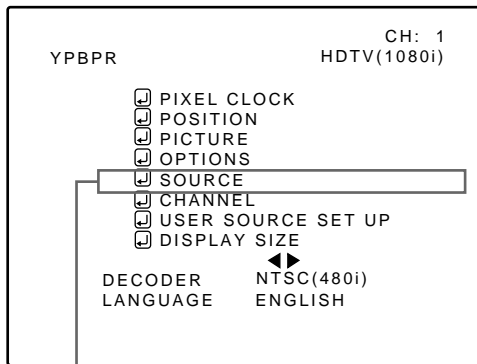 CH: 1
YPBPR HDTV(1080i)
PIXEL CLOCK
POSITION
PICTURE
OPTIONS
SOURCE
CHANNEL
USER SOURCE SET UP
DISPLAY SIZE
DECODER NTSC(480i)
LANGUAGE ENGLISH